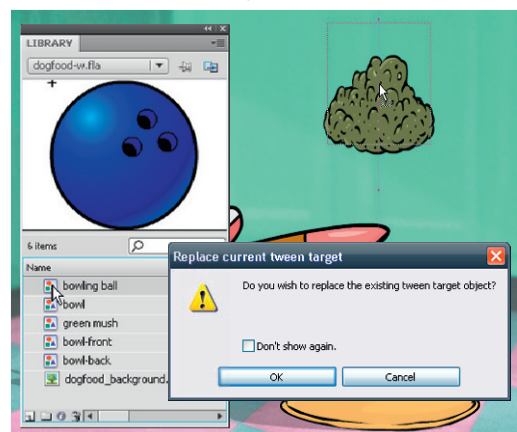 LIBRARY
dogfood-w.fla
6 items
Name
bowling ball
bowl
green mush
bowl-front
bowl-back
dogfood_background.
Replace current tween target
Do you wish to replace the existing tween target object?
Don't show again.
OK
Cancel